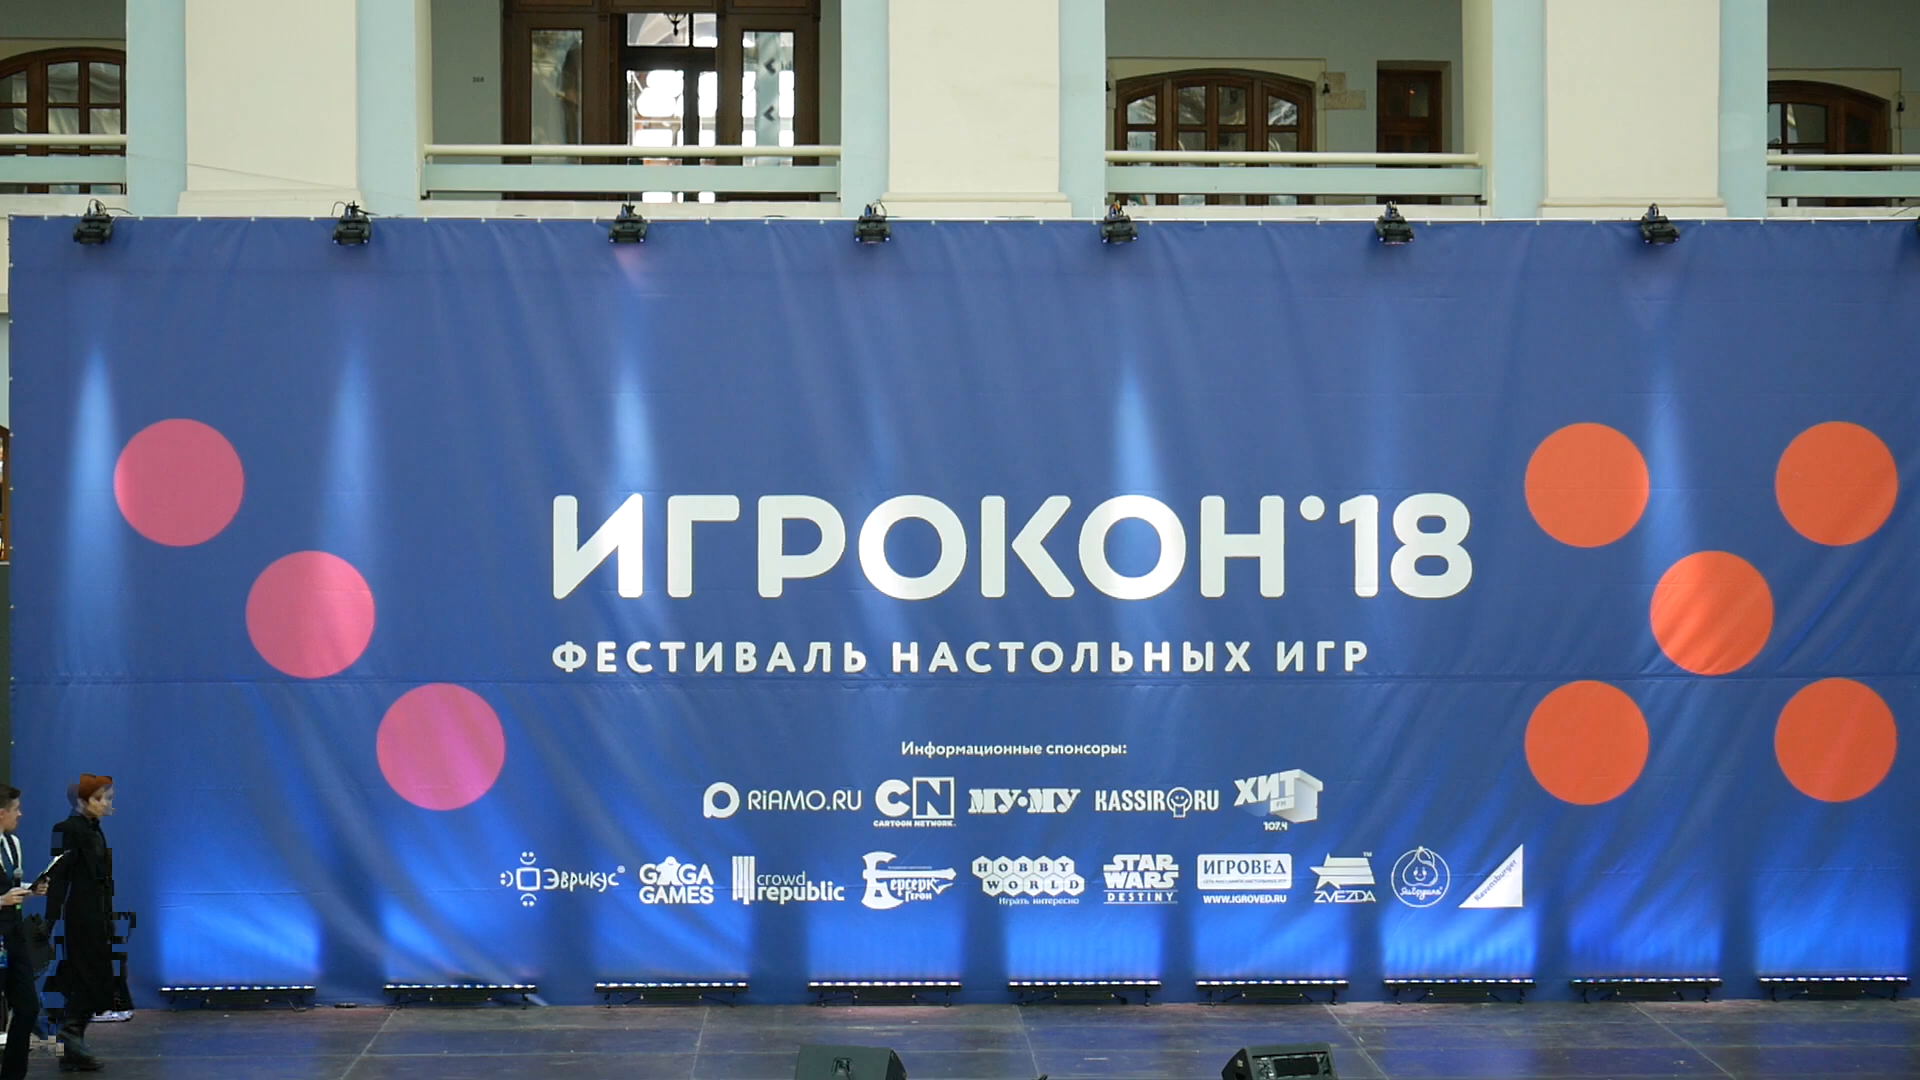 ИГРОКОН'18
ФЕСТИВАЛЬ НАСТОЛЬНЫХ ИГР
Информационные спонсоры:
RIAMO.RU CN CARTOON NETWORK МУ-МУ KASSIR.RU ХИТ FM 107.4
Эврикус GAGA GAMES crowd republic Берсерк Герои HOBBY WORLD Играть интересно STAR WARS DESTINY ИГРОВЕД WWW.IGROVED.RU ZVEZDA Ravensburger